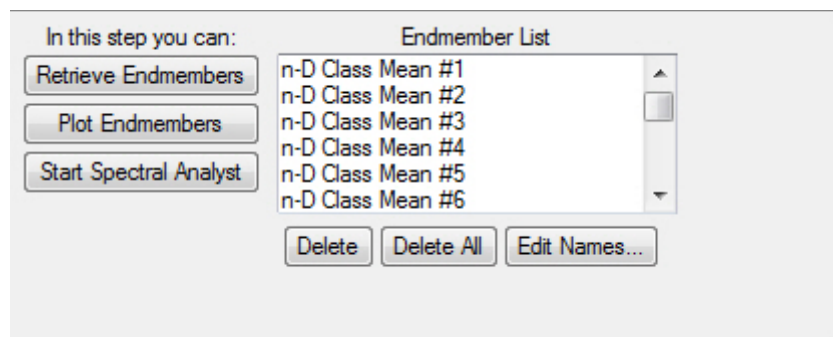 In this step you can:
Retrieve Endmembers
Plot Endmembers
Start Spectral Analyst
Endmember List
n-D Class Mean #1
n-D Class Mean #2
n-D Class Mean #3
n-D Class Mean #4
n-D Class Mean #5
n-D Class Mean #6
Delete
Delete All
Edit Names...